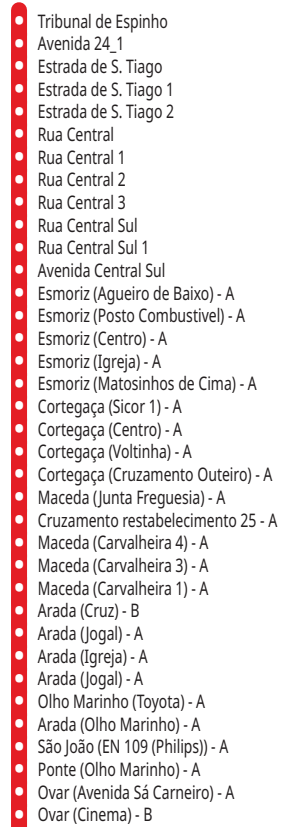 Tribunal de Espinho
Avenida 24_1
Estrada de S. Tiago
Estrada de S. Tiago 1
Estrada de S. Tiago 2
Rua Central
Rua Central 1
Rua Central 2
Rua Central 3
Rua Central Sul
Rua Central Sul 1
Avenida Central Sul
Esmoriz (Agueiro de Baixo) - A
Esmoriz (Posto Combustivel) - A
Esmoriz (Centro) - A
Esmoriz (Igreja) - A
Esmoriz (Matosinhos de Cima) - A
Cortegaça (Sicor 1) - A
Cortegaça (Centro) - A
Cortegaça (Voltinha) - A
Cortegaça (Cruzamento Outeiro) - A
Maceda (Junta Freguesia) - A
Cruzamento restabelecimento 25 - A
Maceda (Carvalheira 4) - A
Maceda (Carvalheira 3) - A
Maceda (Carvalheira 1) - A
Arada (Cruz) - B
Arada (Jogal) - A
Arada (Igreja) - A
Arada (Jogal) - A
Olho Marinho (Toyota) - A
Arada (Olho Marinho) - A
São João (EN 109 (Philips)) - A
Ponte (Olho Marinho) - A
Ovar (Avenida Sá Carneiro) - A
Ovar (Cinema) - B